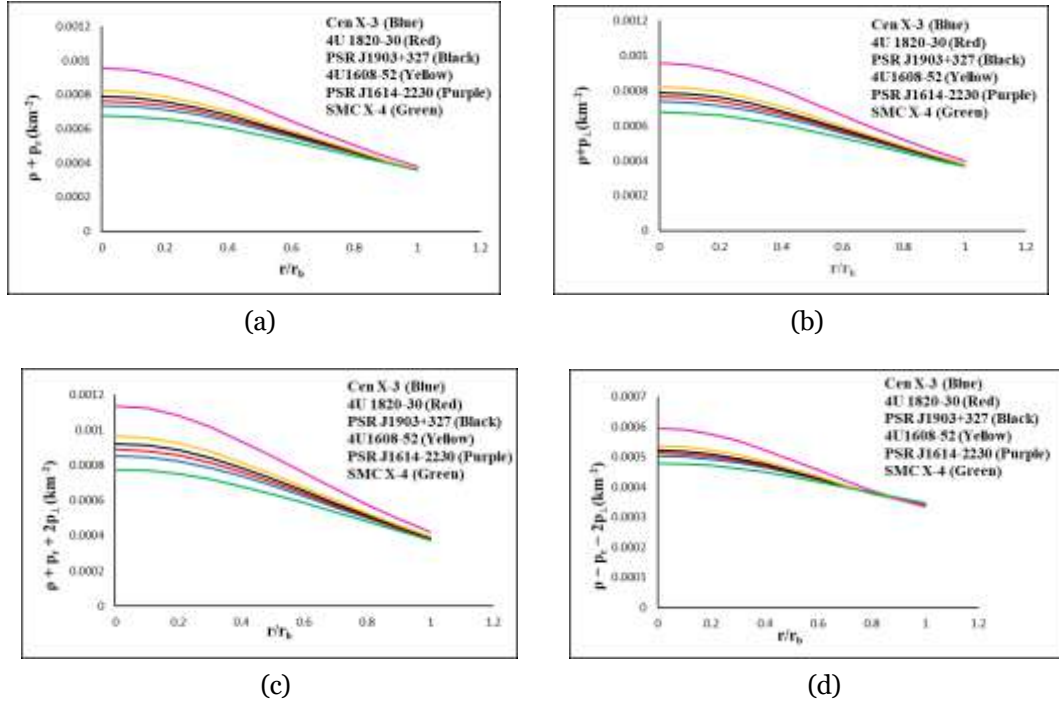 0.0012
0.001
0.0008
0.0006
0.0004
0.0002
0
ρ + pᵣ (km⁻²)
0 0.2 0.4 0.6 0.8 1 1.2
r/r_b
Cen X-3 (Blue)
4U 1820-30 (Red)
PSR J1903+327 (Black)
4U1608-52 (Yellow)
PSR J1614-2230 (Purple)
SMC X-4 (Green)
(a)
0.0012
0.001
0.0008
0.0006
0.0004
0.0002
0
ρ+p⊥ (km⁻²)
0 0.2 0.4 0.6 0.8 1 1.2
r/r_b
Cen X-3 (Blue)
4U 1820-30 (Red)
PSR J1903+327 (Black)
4U1608-52 (Yellow)
PSR J1614-2230 (Purple)
SMC X-4 (Green)
(b)
0.0012
0.001
0.0008
0.0006
0.0004
0.0002
0
ρ + pᵣ + 2p⊥ (km⁻²)
0 0.2 0.4 0.6 0.8 1 1.2
r/r_b
Cen X-3 (Blue)
4U 1820-30 (Red)
PSR J1903+327 (Black)
4U1608-52 (Yellow)
PSR J1614-2230 (Purple)
SMC X-4 (Green)
(c)
0.0007
0.0006
0.0005
0.0004
0.0003
0.0002
0.0001
0
ρ − pᵣ − 2p⊥ (km⁻²)
0 0.2 0.4 0.6 0.8 1 1.2
r/r_b
Cen X-3 (Blue)
4U 1820-30 (Red)
PSR J1903+327 (Black)
4U1608-52 (Yellow)
PSR J1614-2230 (Purple)
SMC X-4 (Green)
(d)